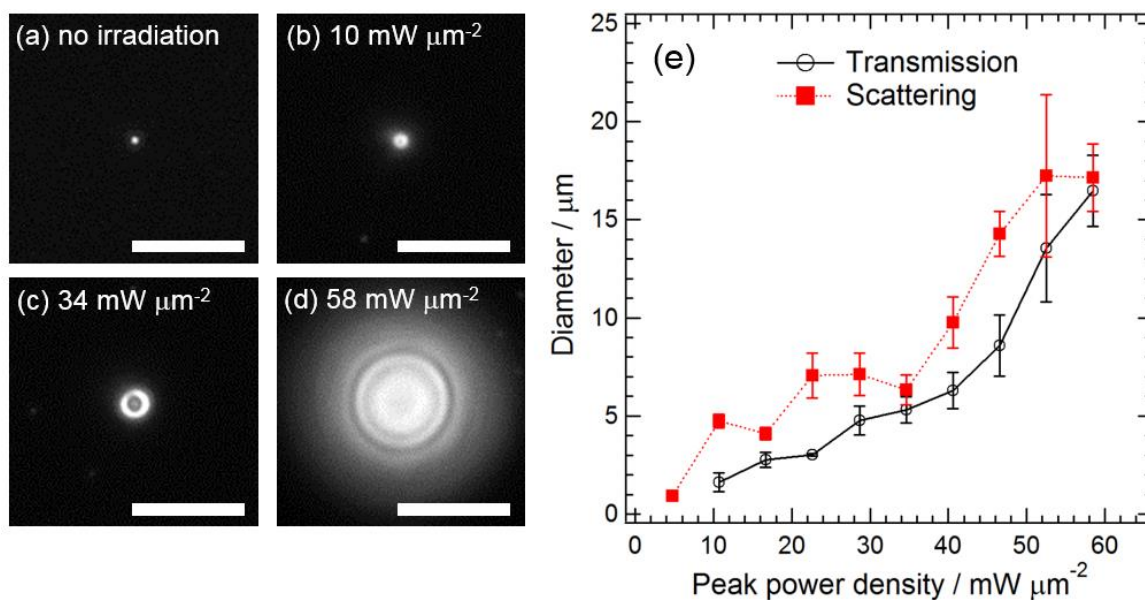 (a) no irradiation
(b) 10 mW μm-2
(c) 34 mW μm-2
(d) 58 mW μm-2
(e)
Transmission
Scattering
25
20
15
10
5
0
Diameter / μm
0 10 20 30 40 50 60
Peak power density / mW μm-2